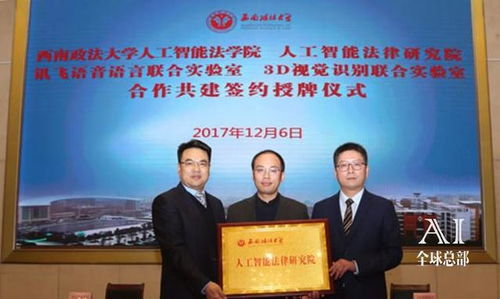 西南政法大学
西南政法大学人工智能法学院 人工智能法律研究院
讯飞语音语言联合实验室 3D视觉识别联合实验室
合作共建签约授牌仪式
2017年12月6日
西南政法大学
人工智能法律研究院
AI
全球总部